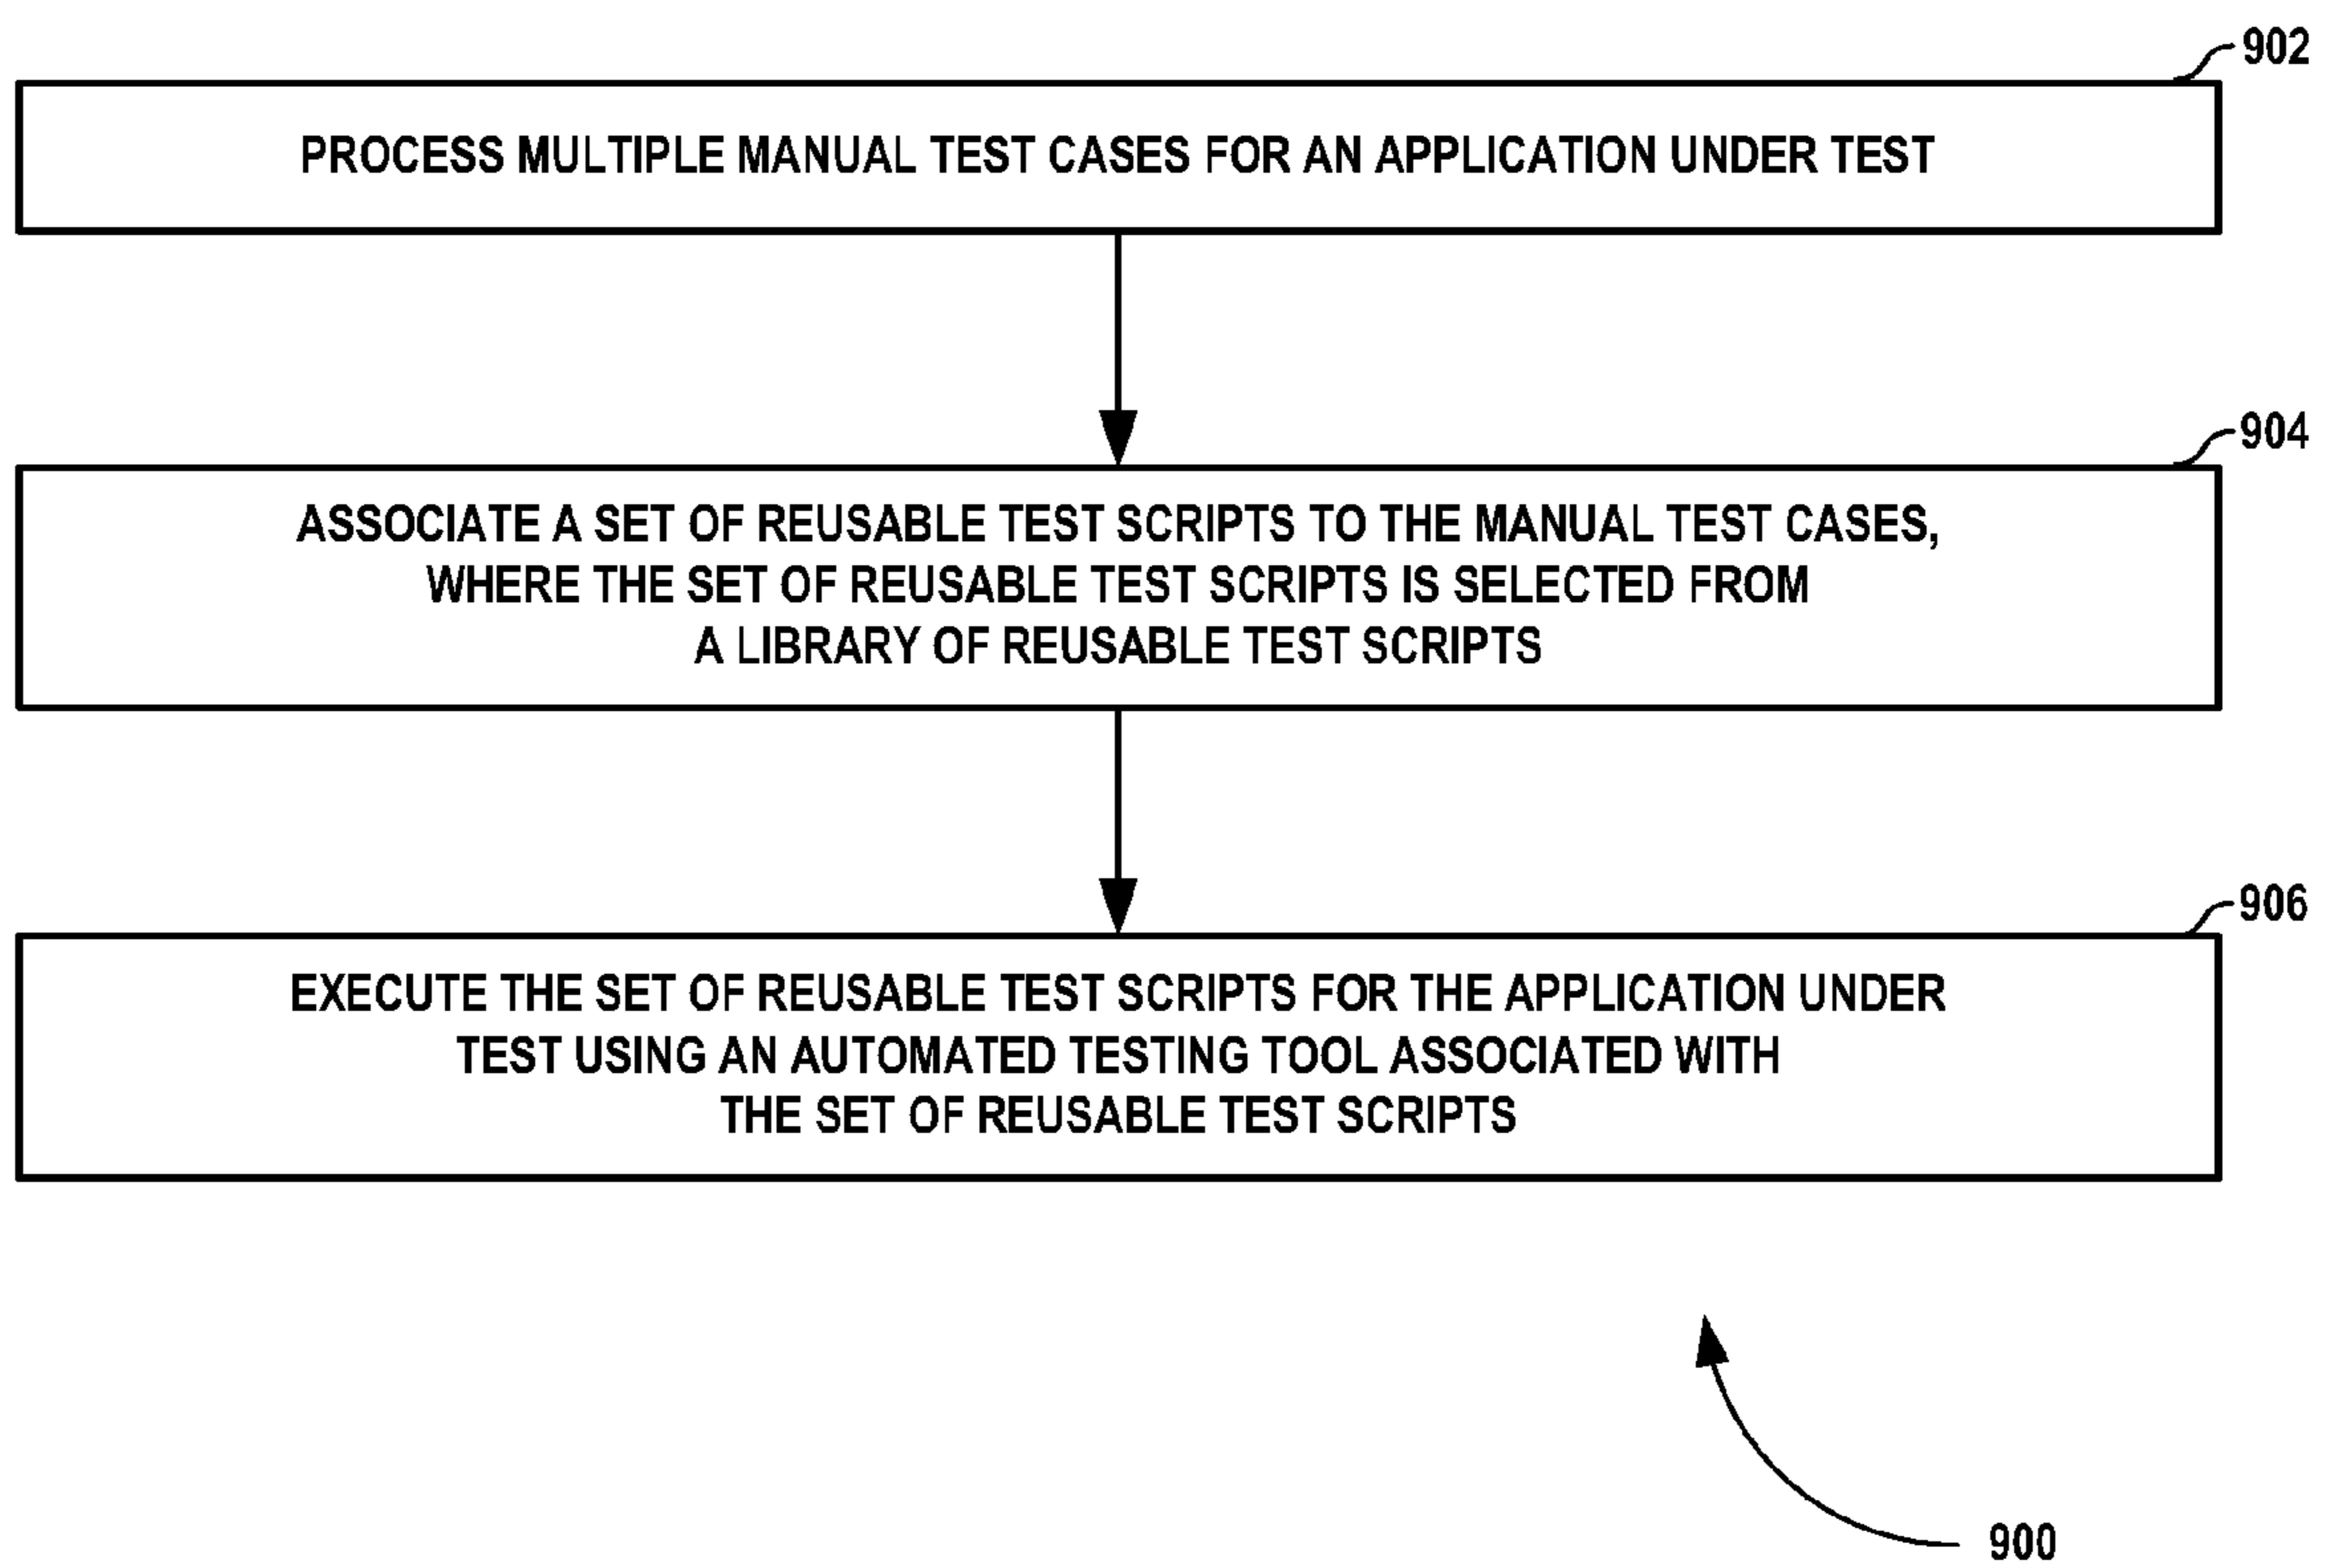 902
PROCESS MULTIPLE MANUAL TEST CASES FOR AN APPLICATION UNDER TEST
904
ASSOCIATE A SET OF REUSABLE TEST SCRIPTS TO THE MANUAL TEST CASES,
WHERE THE SET OF REUSABLE TEST SCRIPTS IS SELECTED FROM
A LIBRARY OF REUSABLE TEST SCRIPTS
906
EXECUTE THE SET OF REUSABLE TEST SCRIPTS FOR THE APPLICATION UNDER
TEST USING AN AUTOMATED TESTING TOOL ASSOCIATED WITH
THE SET OF REUSABLE TEST SCRIPTS
900